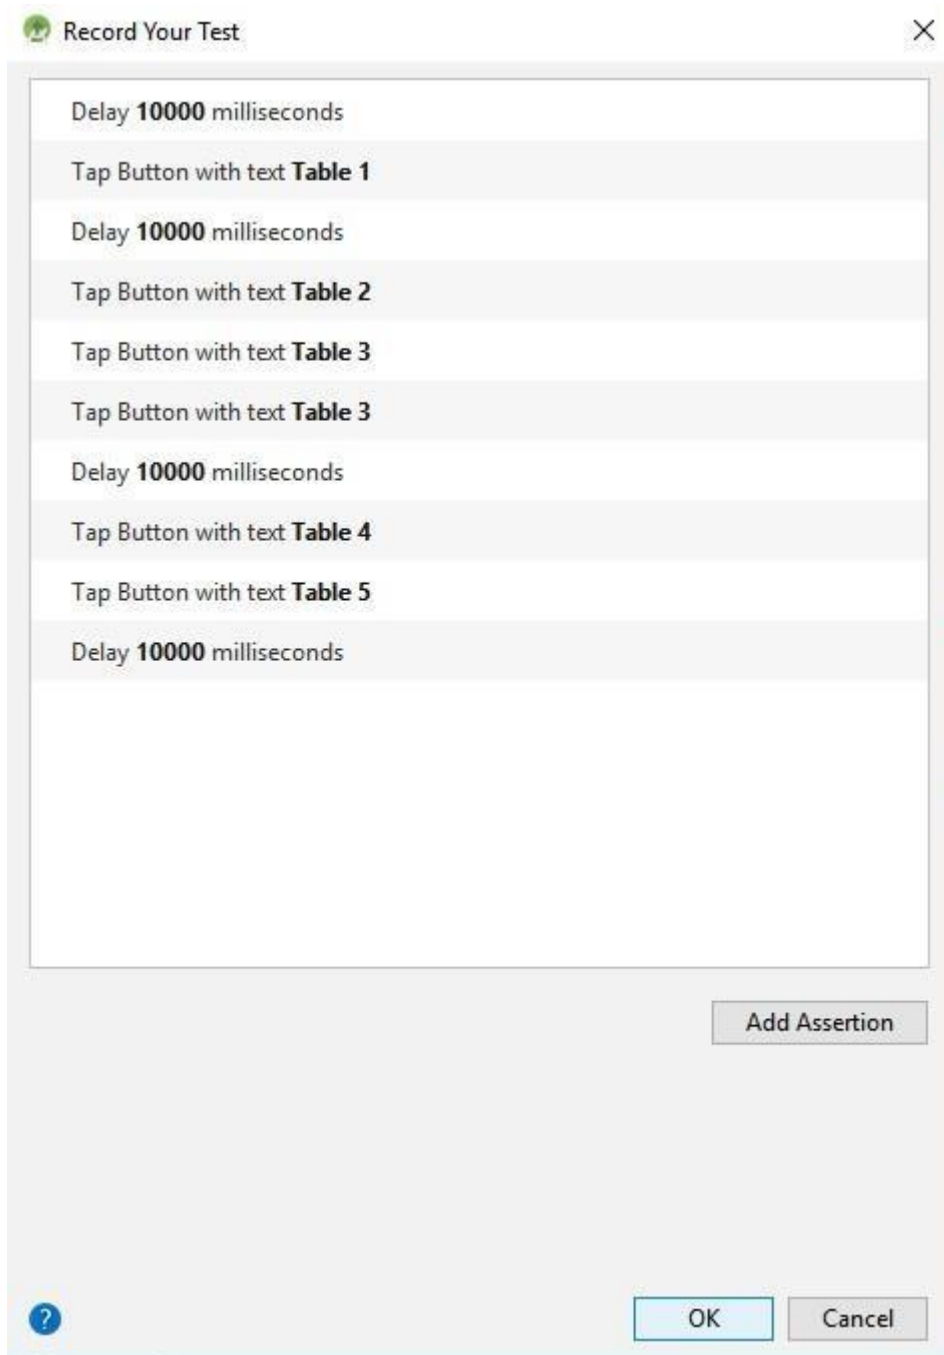 Record Your Test
Delay 10000 milliseconds
Tap Button with text Table 1
Delay 10000 milliseconds
Tap Button with text Table 2
Tap Button with text Table 3
Tap Button with text Table 3
Delay 10000 milliseconds
Tap Button with text Table 4
Tap Button with text Table 5
Delay 10000 milliseconds
Add Assertion
?
OK
Cancel